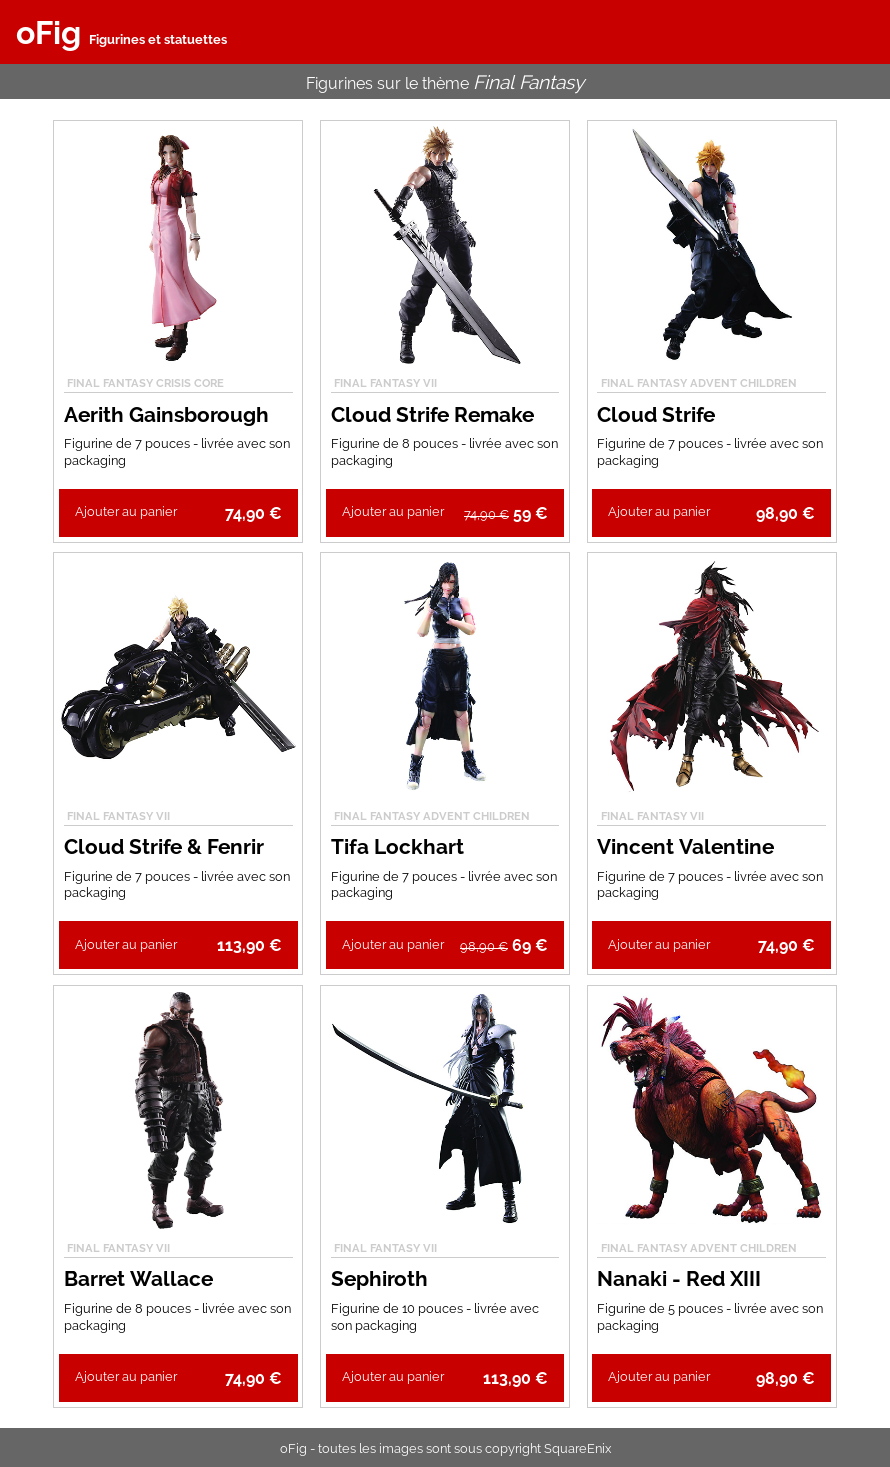 oFig Figurines et statuettes
Figurines sur le thème Final Fantasy
FINAL FANTASY CRISIS CORE
Aerith Gainsborough
Figurine de 7 pouces - livrée avec son
packaging
Ajouter au panier 74,90 €
FINAL FANTASY VII
Cloud Strife Remake
Figurine de 8 pouces - livrée avec son
packaging
Ajouter au panier 74,90 € 59 €
FINAL FANTASY ADVENT CHILDREN
Cloud Strife
Figurine de 7 pouces - livrée avec son
packaging
Ajouter au panier 98,90 €
FINAL FANTASY VII
Cloud Strife & Fenrir
Figurine de 7 pouces - livrée avec son
packaging
Ajouter au panier 113,90 €
FINAL FANTASY ADVENT CHILDREN
Tifa Lockhart
Figurine de 7 pouces - livrée avec son
packaging
Ajouter au panier 98,90 € 69 €
FINAL FANTASY VII
Vincent Valentine
Figurine de 7 pouces - livrée avec son
packaging
Ajouter au panier 74,90 €
FINAL FANTASY VII
Barret Wallace
Figurine de 8 pouces - livrée avec son
packaging
Ajouter au panier 74,90 €
FINAL FANTASY VII
Sephiroth
Figurine de 10 pouces - livrée avec
son packaging
Ajouter au panier 113,90 €
FINAL FANTASY ADVENT CHILDREN
Nanaki - Red XIII
Figurine de 5 pouces - livrée avec son
packaging
Ajouter au panier 98,90 €
oFig - toutes les images sont sous copyright SquareEnix